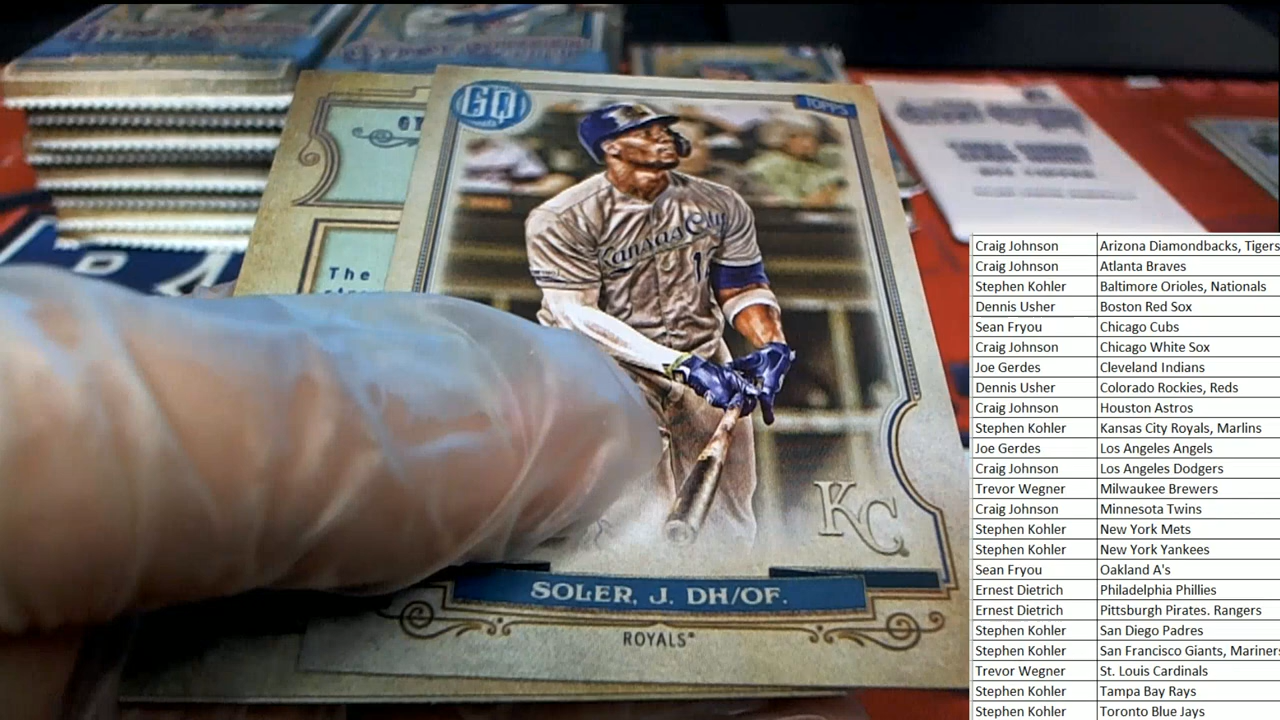 GQ
TOPPS
GY
The
Kansas City
1
KC
SOLER, J. DH/OF.
ROYALS
Craig Johnson Arizona Diamondbacks, Tigers
Craig Johnson Atlanta Braves
Stephen Kohler Baltimore Orioles, Nationals
Dennis Usher Boston Red Sox
Sean Fryou Chicago Cubs
Craig Johnson Chicago White Sox
Joe Gerdes Cleveland Indians
Dennis Usher Colorado Rockies, Reds
Craig Johnson Houston Astros
Stephen Kohler Kansas City Royals, Marlins
Joe Gerdes Los Angeles Angels
Craig Johnson Los Angeles Dodgers
Trevor Wegner Milwaukee Brewers
Craig Johnson Minnesota Twins
Stephen Kohler New York Mets
Stephen Kohler New York Yankees
Sean Fryou Oakland A's
Ernest Dietrich Philadelphia Phillies
Ernest Dietrich Pittsburgh Pirates. Rangers
Stephen Kohler San Diego Padres
Stephen Kohler San Francisco Giants, Mariners
Trevor Wegner St. Louis Cardinals
Stephen Kohler Tampa Bay Rays
Stephen Kohler Toronto Blue Jays